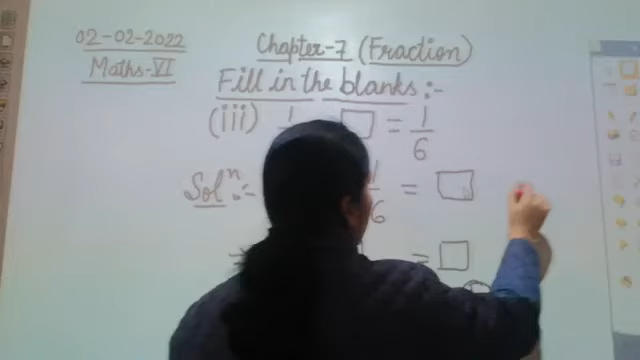 02-02-2022
Maths-VI
Chapter-7 (Fraction)
Fill in the blanks:-
(iii) 1 □ = 1/6
Solⁿ:- 1/6 = □
= □